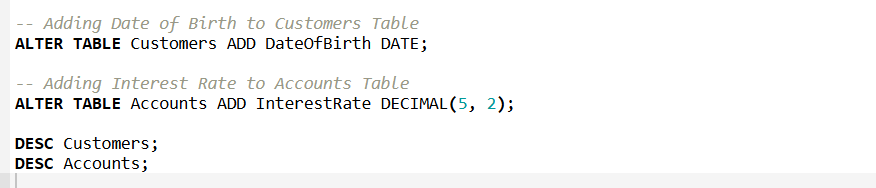 -- Adding Date of Birth to Customers Table
ALTER TABLE Customers ADD DateOfBirth DATE;
-- Adding Interest Rate to Accounts Table
ALTER TABLE Accounts ADD InterestRate DECIMAL(5, 2);
DESC Customers;
DESC Accounts;